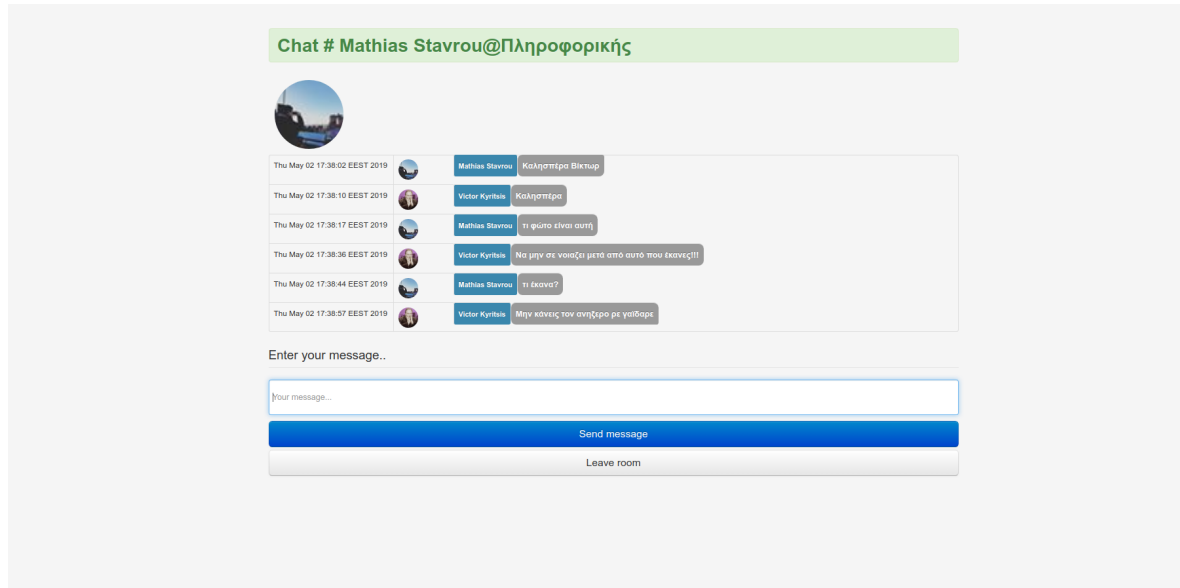 Chat # Mathias Stavrou@Πληροφορικής
Thu May 02 17:38:02 EEST 2019 Mathias Stavrou Καλησπέρα Βίκτωρ
Thu May 02 17:38:10 EEST 2019 Victor Kyritsis Καλησπέρα
Thu May 02 17:38:17 EEST 2019 Mathias Stavrou τι φώτο είναι αυτή
Thu May 02 17:38:36 EEST 2019 Victor Kyritsis Να μην σε νοιαζει μετά από αυτό που έκανες!!!
Thu May 02 17:38:44 EEST 2019 Mathias Stavrou τι έκανα?
Thu May 02 17:38:57 EEST 2019 Victor Kyritsis Μην κάνεις τον ανηζερο ρε γαϊδαρε
Enter your message..
Your message...
Send message
Leave room